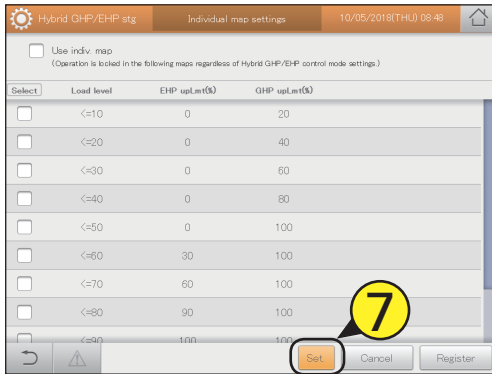 Hybrid GHP/EHP stg Individual map settings 10/05/2018(THU) 08:48
Use indiv. map
(Operation is locked in the following maps regardless of Hybrid GHP/EHP control mode settings.)
Select Load level EHP upLmt(%) GHP upLmt(%)
<=10 0 20
<=20 0 40
<=30 0 60
<=40 0 80
<=50 0 100
<=60 30 100
<=70 60 100
<=80 90 100
<=90 100 100
7
Set. Cancel Register